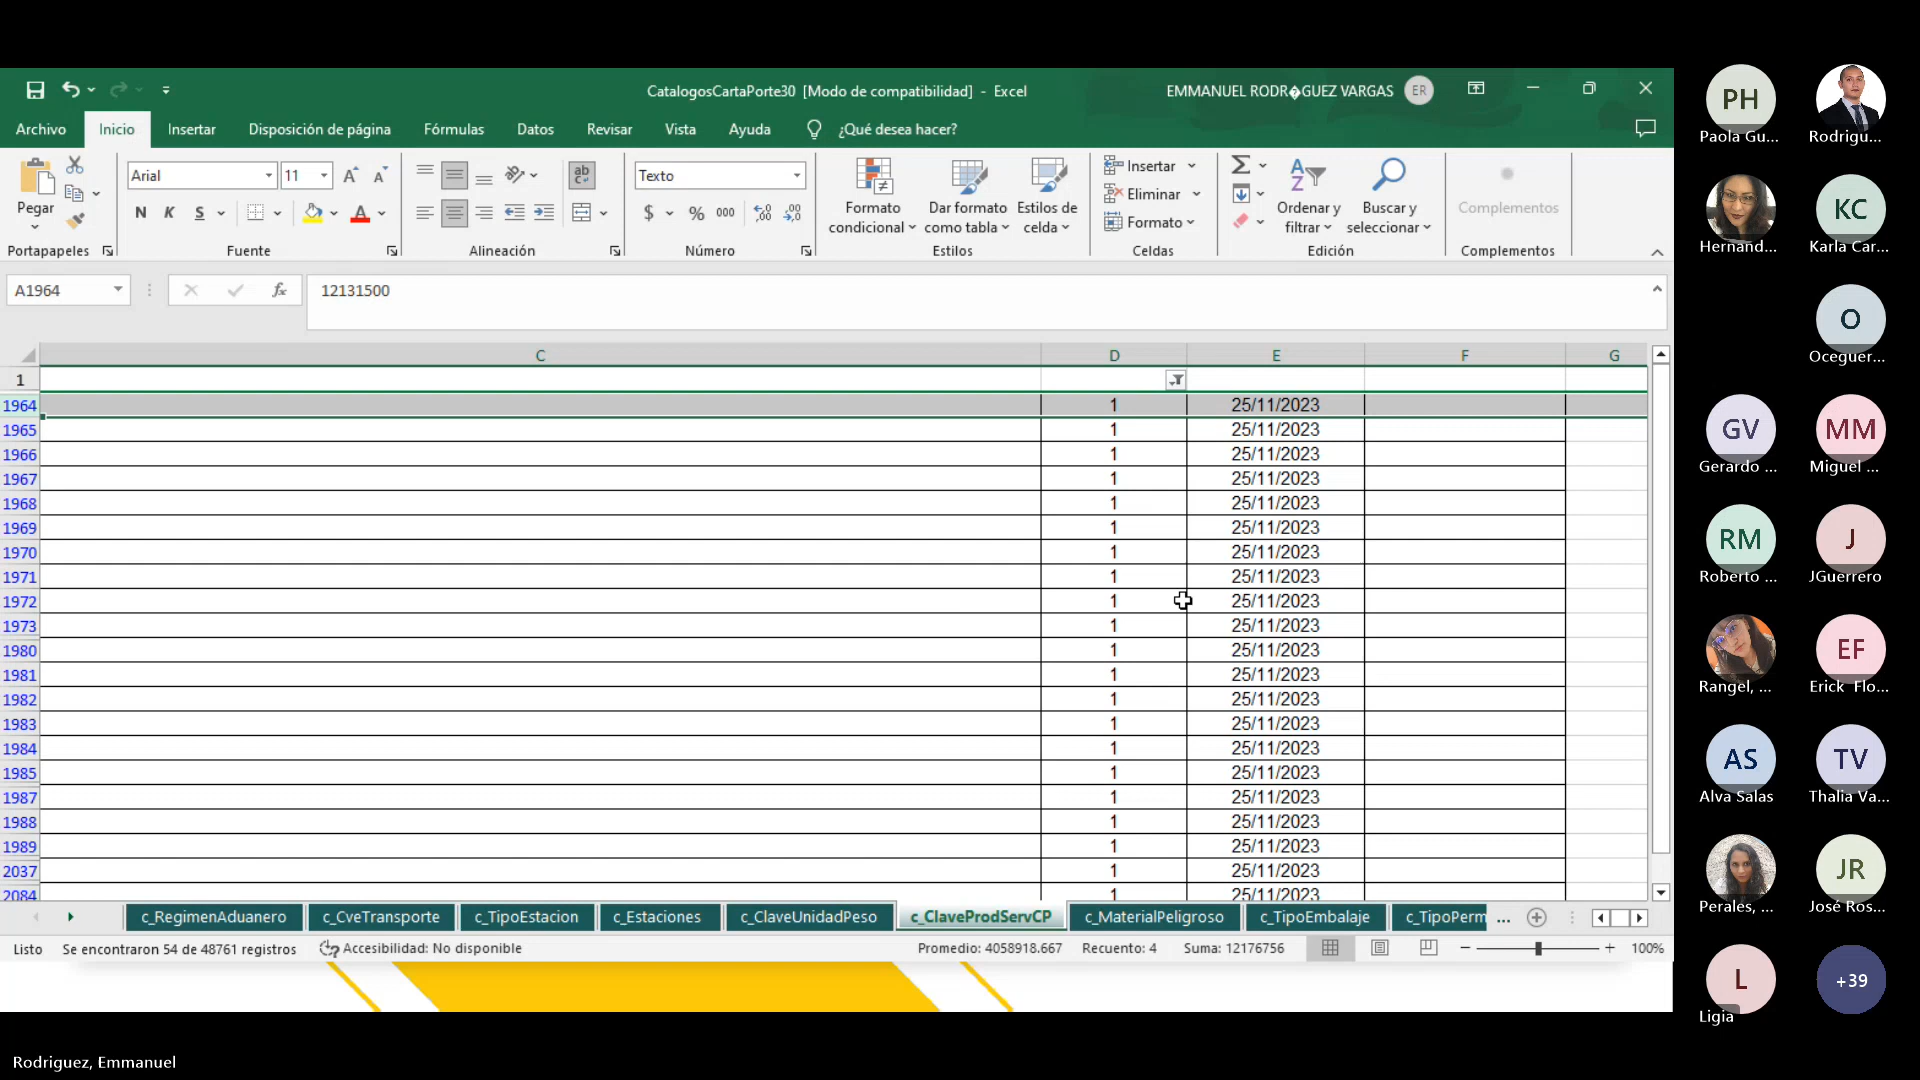 CatalogosCartaPorte30 [Modo de compatibilidad] - Excel
EMMANUEL RODR�GUEZ VARGAS
ER
Archivo
Inicio
Insertar
Disposición de página
Fórmulas
Datos
Revisar
Vista
Ayuda
¿Qué desea hacer?
Pegar
Portapapeles
Arial
11
N K S
Fuente
Alineación
Texto
$ % 000
Número
Formato condicional
Dar formato como tabla
Estilos de celda
Estilos
Insertar
Eliminar
Formato
Celdas
Ordenar y filtrar
Buscar y seleccionar
Edición
Complementos
Complementos
A1964
fx
12131500
C D E F G
1
1964 1 25/11/2023
1965 1 25/11/2023
1966 1 25/11/2023
1967 1 25/11/2023
1968 1 25/11/2023
1969 1 25/11/2023
1970 1 25/11/2023
1971 1 25/11/2023
1972 1 25/11/2023
1973 1 25/11/2023
1980 1 25/11/2023
1981 1 25/11/2023
1982 1 25/11/2023
1983 1 25/11/2023
1984 1 25/11/2023
1985 1 25/11/2023
1987 1 25/11/2023
1988 1 25/11/2023
1989 1 25/11/2023
2037 1 25/11/2023
2084 1 25/11/2023
c_RegimenAduanero
c_CveTransporte
c_TipoEstacion
c_Estaciones
c_ClaveUnidadPeso
c_ClaveProdServCP
c_MaterialPeligroso
c_TipoEmbalaje
c_TipoPerm
...
Listo
Se encontraron 54 de 48761 registros
Accesibilidad: No disponible
Promedio: 4058918.667
Recuento: 4
Suma: 12176756
100%
Rodriguez, Emmanuel
PH
Paola Gu...
Rodrigu...
Hernánd...
KC
Karla Car...
O
Oceguer...
GV
Gerardo ...
MM
Miguel ...
RM
Roberto ...
J
JGuerrero
Rangel, ...
EF
Erick Flo...
AS
Alva Salas
TV
Thalia Va...
Perales, ...
JR
José Ros...
L
Ligia
+39